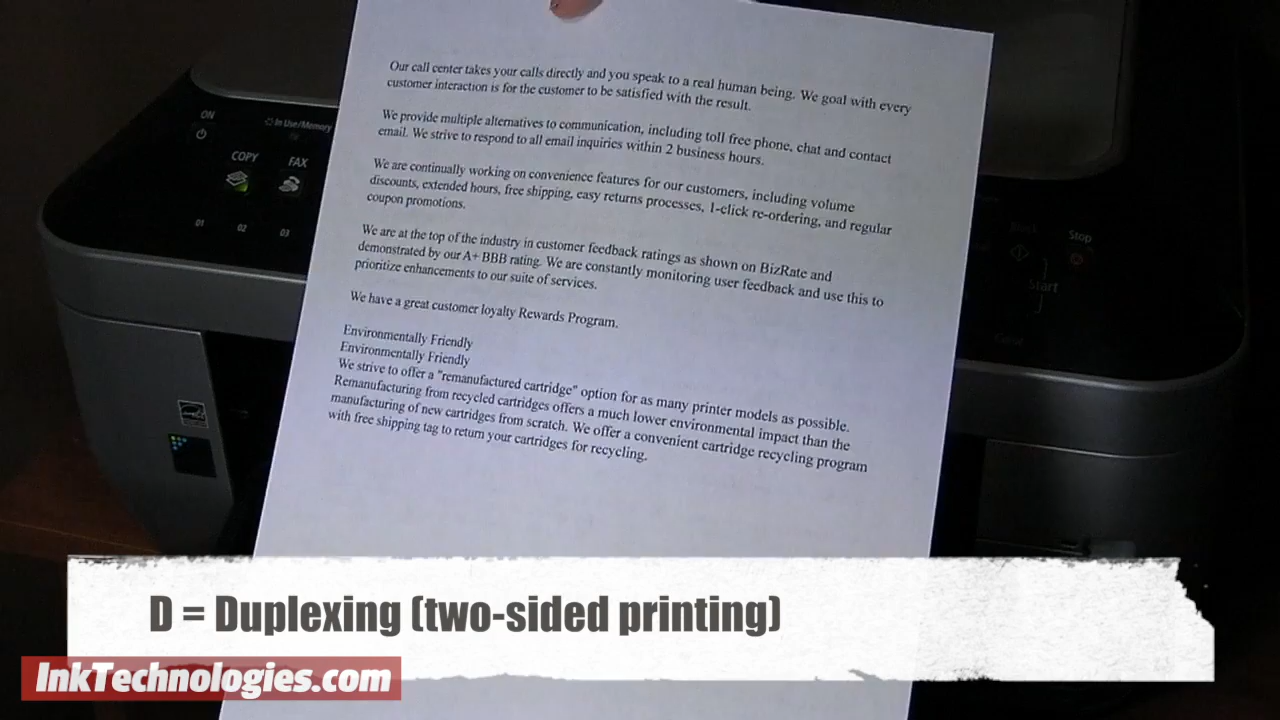 Our call center takes your calls directly and you speak to a real human being. We goal with every
customer interaction is for the customer to be satisfied with the result.
We provide multiple alternatives to communication, including toll free phone, chat and contact
email. We strive to respond to all email inquiries within 2 business hours.
We are continually working on convenience features for our customers, including volume
discounts, extended hours, free shipping, easy returns processes, 1-click re-ordering, and regular
coupon promotions.
We are at the top of the industry in customer feedback ratings as shown on BizRate and
demonstrated by our A+ BBB rating. We are constantly monitoring user feedback and use this to
prioritize enhancements to our suite of services.
We have a great customer loyalty Rewards Program.
Environmentally Friendly
Environmentally Friendly
We strive to offer a "remanufactured cartridge" option for as many printer models as possible.
Remanufacturing from recycled cartridges offers a much lower environmental impact than the
manufacturing of new cartridges from scratch. We offer a convenient cartridge recycling program
with free shipping tag to return your cartridges for recycling.
ON
In Use/Memory
COPY
FAX
01
02
03
Stop
Start
D = Duplexing (two-sided printing)
InkTechnologies.com